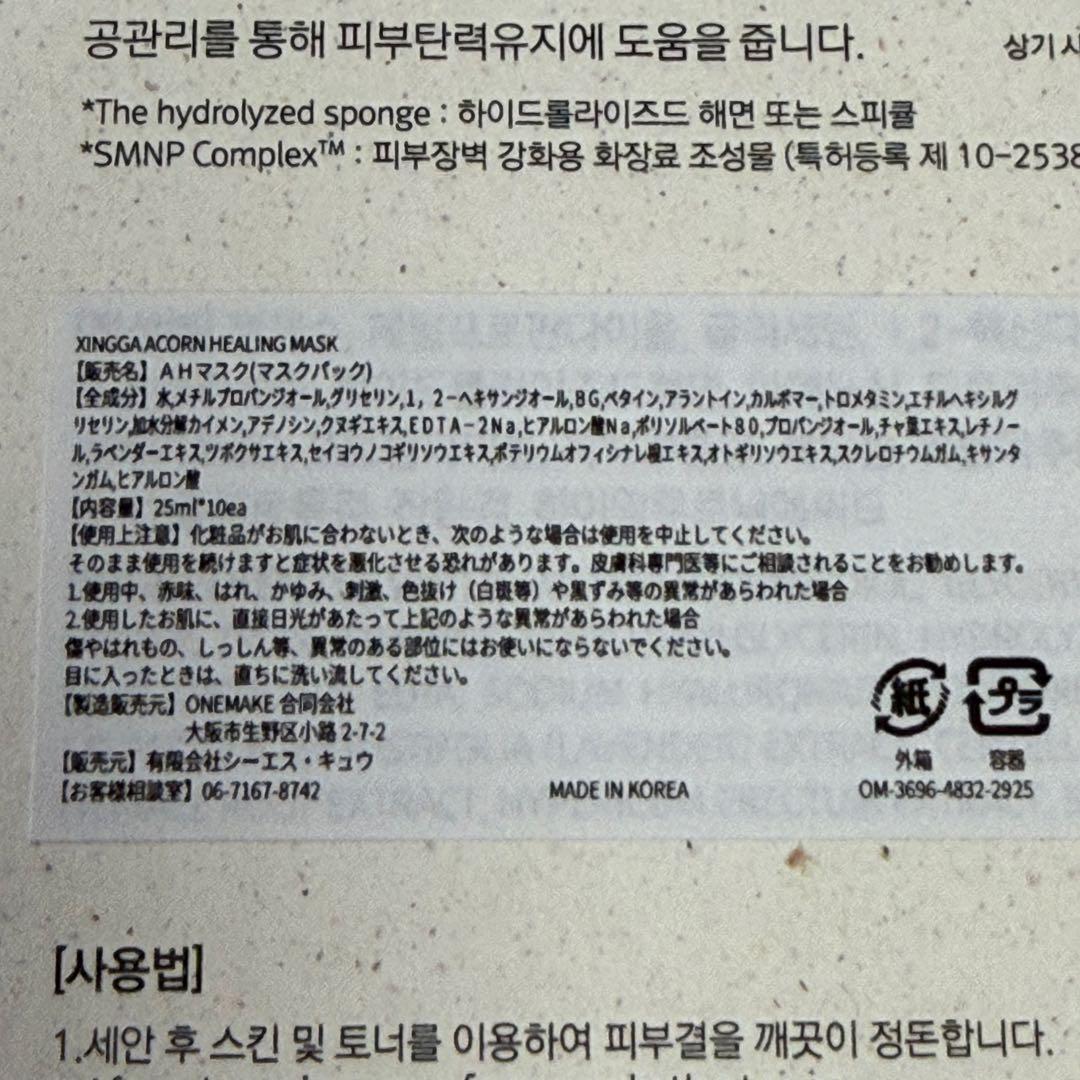 공관리를 통해 피부탄력유지에 도움을 줍니다.
상기 사
*The hydrolyzed sponge : 하이드롤라이즈드 해면 또는 스피큘
*SMNP Complex™ : 피부장벽 강화용 화장료 조성물 (특허등록 제 10-2538
XINGGA ACORN HEALING MASK
【販売名】AHマスク(マスクパック)
【全成分】水,メチルプロパンジオール,グリセリン,1, 2-ヘキサンジオール,BG,ベタイン,アラントイン,カルボマー,トロメタミン,エチルヘキシルグ
リセリン,加水分解カイメン,アデノシン,クヌギエキス,EDTA-2Na,ヒアルロン酸Na,ポリソルベート80,プロパンジオール,チャ葉エキス,レチノー
ル,ラベンダーエキス,ツボクサエキス,セイヨウノコギリソウエキス,ポテリウムオフィシナレ根エキス,オトギリソウエキス,スクレロチウムガム,キサンタ
ンガム,ヒアルロン酸
【内容量】25ml*10ea
【使用上注意】化粧品がお肌に合わないとき、次のような場合は使用を中止してください。
そのまま使用を続けますと症状を悪化させる恐れがあります。皮膚科専門医等にご相談されることをお勧めします。
1.使用中、赤味、はれ、かゆみ、刺激、色抜け（白斑等）や黒ずみ等の異常があらわれた場合
2.使用したお肌に、直接日光があたって上記のような異常があらわれた場合
傷やはれもの、しっしん等、異常のある部位にはお使いにならないでください。
目に入ったときは、直ちに洗い流してください。
【製造販売元】ONEMAKE 合同会社
大阪市生野区小路 2-7-2
【販売元】有限会社シーエス・キュウ
【お客様相談室】06-7167-8742
MADE IN KOREA
紙
外箱
プラ
容器
OM-3696-4832-2925
[사용법]
1.세안 후 스킨 및 토너를 이용하여 피부결을 깨끗이 정돈합니다.